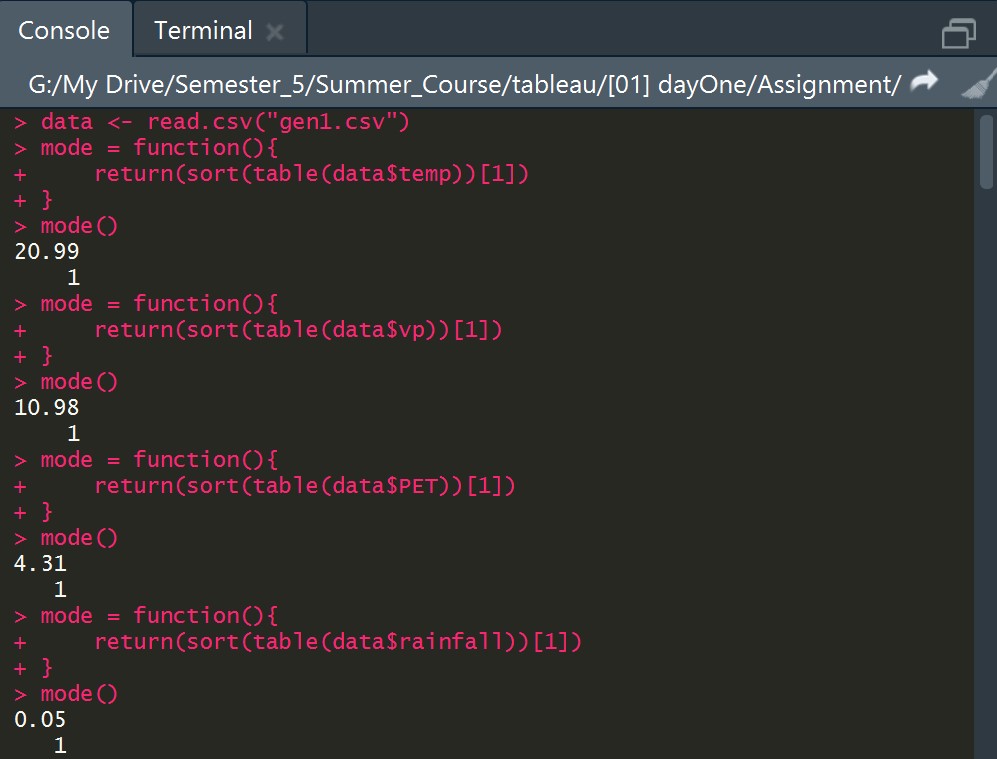 Console
Terminal
G:/My Drive/Semester_5/Summer_Course/tableau/[01] dayOne/Assignment/
> data <- read.csv("gen1.csv")
> mode = function(){
+     return(sort(table(data$temp))[1])
+ }
> mode()
20.99
    1
> mode = function(){
+     return(sort(table(data$vp))[1])
+ }
> mode()
10.98
    1
> mode = function(){
+     return(sort(table(data$PET))[1])
+ }
> mode()
4.31
   1
> mode = function(){
+     return(sort(table(data$rainfall))[1])
+ }
> mode()
0.05
   1